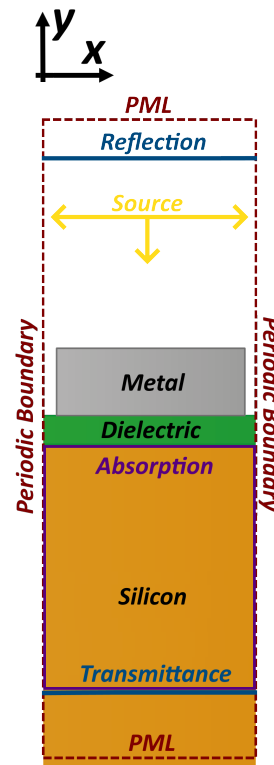 y
x
PML
Reflection
Source
Periodic Boundary
Periodic Boundary
Metal
Dielectric
Absorption
Silicon
Transmittance
PML